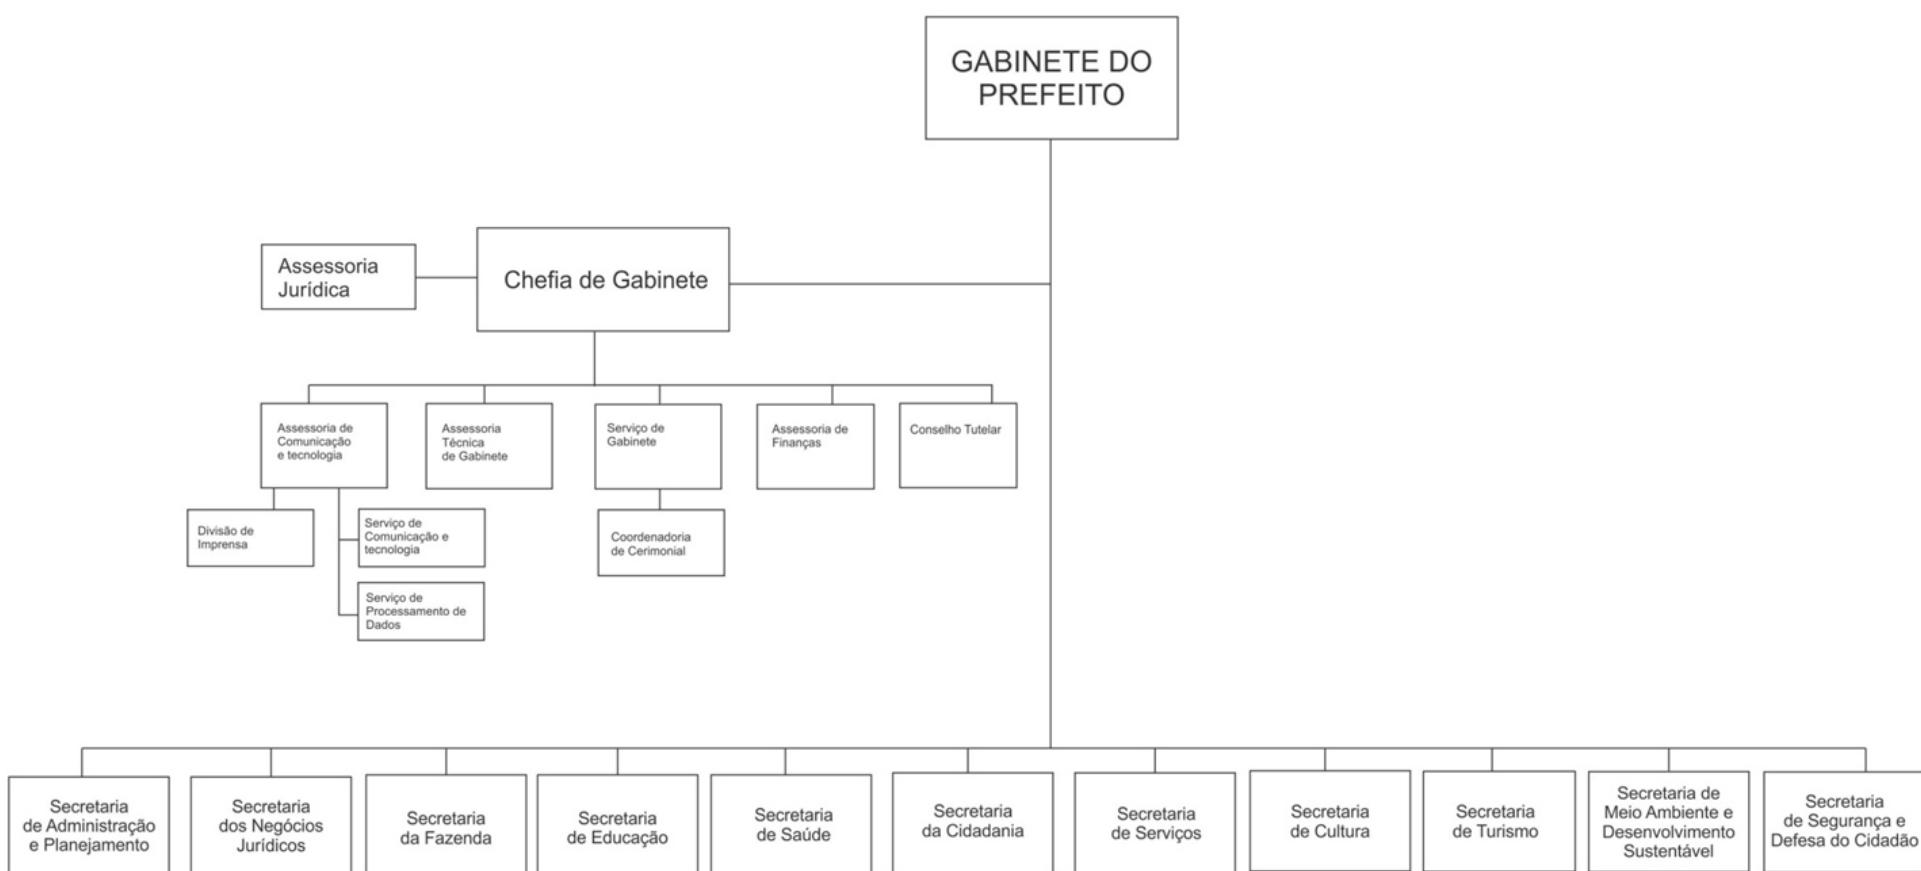 GABINETE DO
PREFEITO
Assessoria
Jurídica
Chefia de Gabinete
Assessoria de
Comunicação
e tecnologia
Assessoria
Técnica
de Gabinete
Serviço de
Gabinete
Assessoria de
Finanças
Conselho Tutelar
Divisão de
Imprensa
Serviço de
Comunicação e
tecnologia
Coordenadoria
de Cerimonial
Serviço de
Processamento de
Dados
Secretaria
de Administração
e Planejamento
Secretaria
dos Negócios
Jurídicos
Secretaria
da Fazenda
Secretaria
de Educação
Secretaria
de Saúde
Secretaria
da Cidadania
Secretaria
de Serviços
Secretaria
de Cultura
Secretaria
de Turismo
Secretaria de
Meio Ambiente e
Desenvolvimento
Sustentável
Secretaria
de Segurança e
Defesa do Cidadão